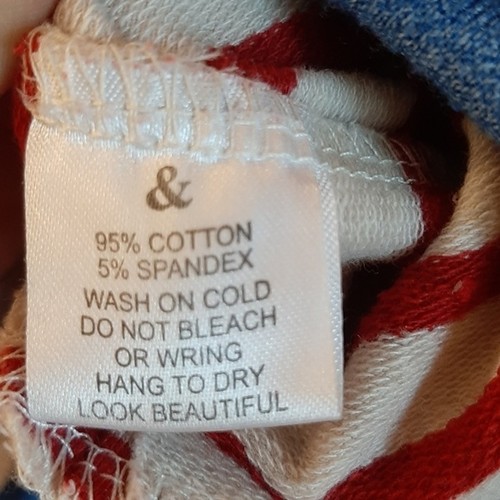 &
95% COTTON
5% SPANDEX
WASH ON COLD
DO NOT BLEACH
OR WRING
HANG TO DRY
LOOK BEAUTIFUL